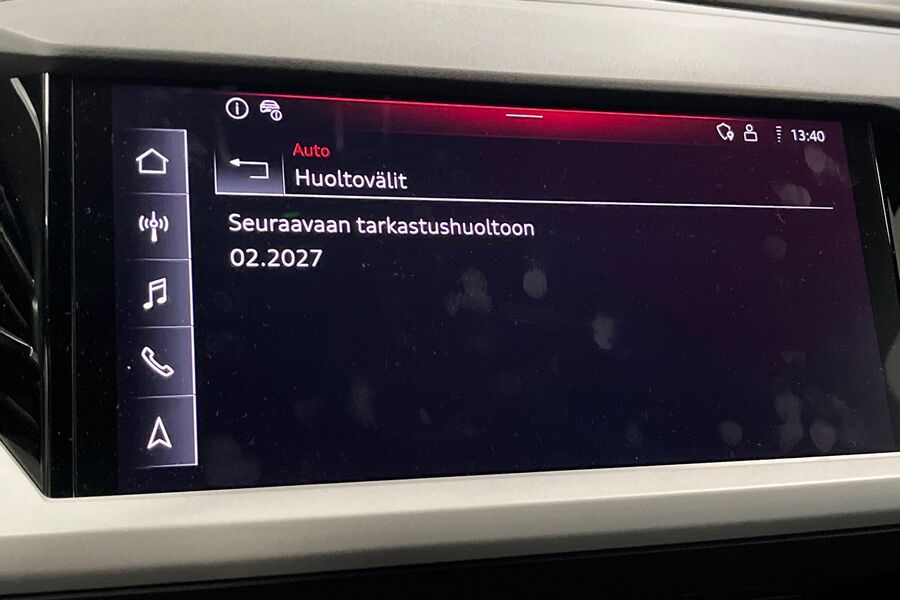 13:40
Auto
Huoltovälit
Seuraavaan tarkastushuoltoon
02.2027